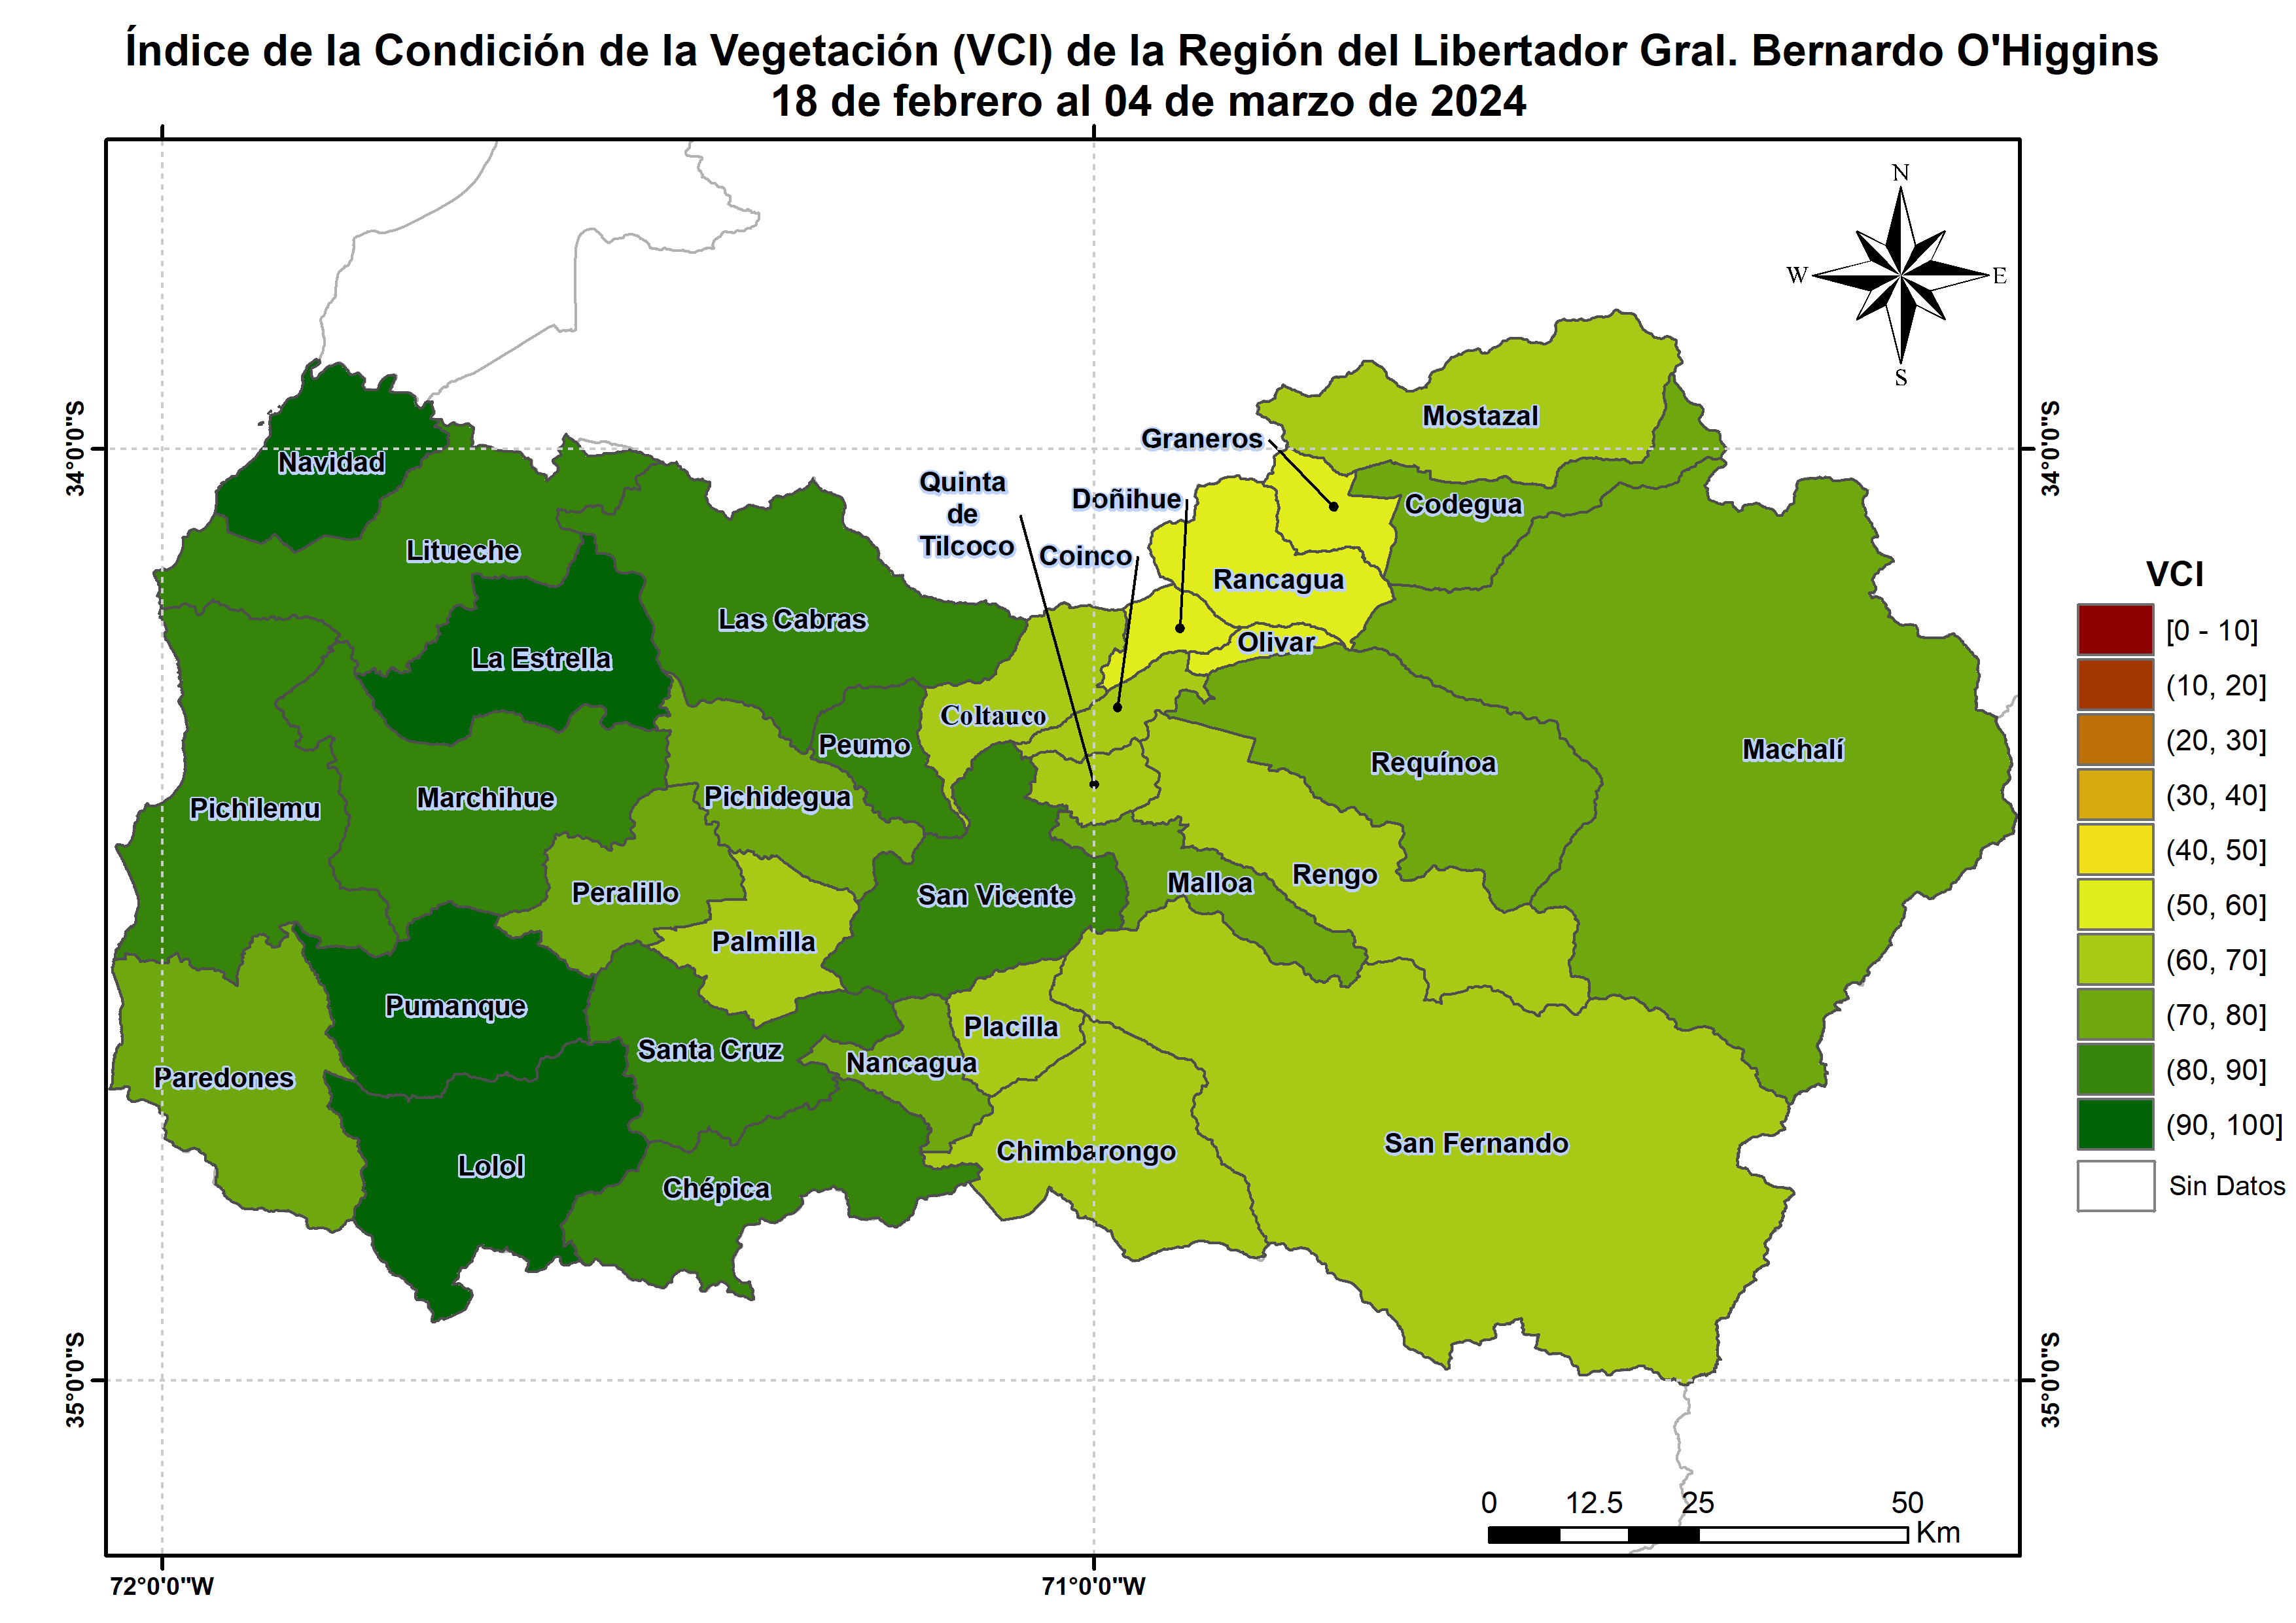 Índice de la Condición de la Vegetación (VCI) de la Región del Libertador Gral. Bernardo O'Higgins
18 de febrero al 04 de marzo de 2024
N
W
E
S
34°0'0"S
34°0'0"S
35°0'0"S
35°0'0"S
72°0'0"W
71°0'0"W
Mostazal
Graneros
Navidad
Quinta
de
Tilcoco
Doñihue
Codegua
Litueche
Coinco
Rancagua
Las Cabras
Olivar
La Estrella
Coltauco
Peumo
Requínoa
Machalí
Pichilemu
Marchihue
Pichidegua
Peralillo
San Vicente
Malloa
Rengo
Palmilla
Pumanque
Placilla
Santa Cruz
Nancagua
Paredones
Chimbarongo
San Fernando
Lolol
Chépica
VCI
[0 - 10]
(10, 20]
(20, 30]
(30, 40]
(40, 50]
(50, 60]
(60, 70]
(70, 80]
(80, 90]
(90, 100]
Sin Datos
0 12.5 25 50
Km